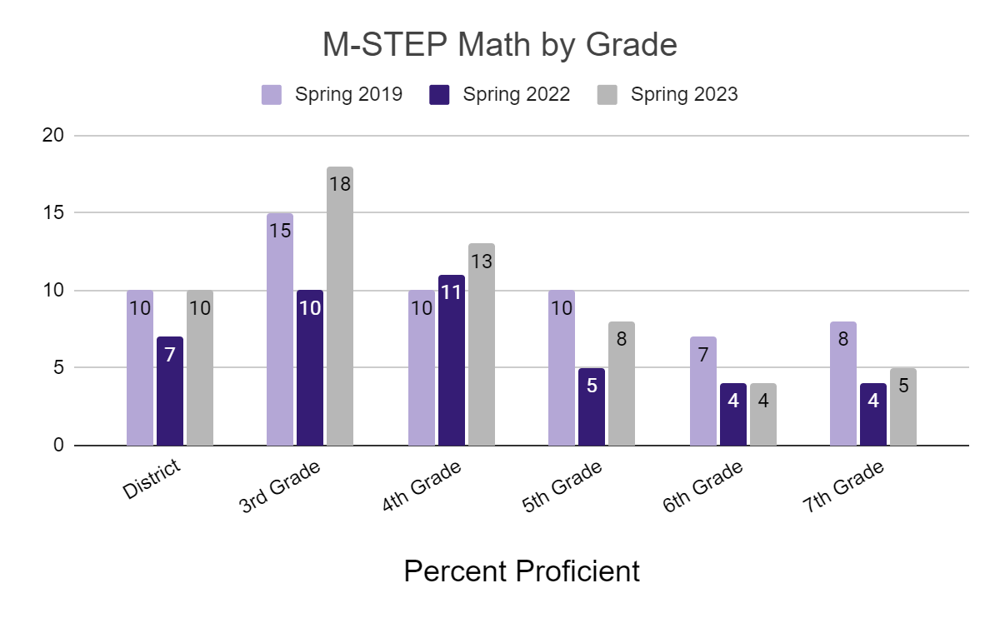 M-STEP Math by Grade
Spring 2019 Spring 2022 Spring 2023
20
15
10
5
0
10 7 10
15 10 18
10 11 13
10 5 8
7 4 4
8 4 5
District 3rd Grade 4th Grade 5th Grade 6th Grade 7th Grade
Percent Proficient